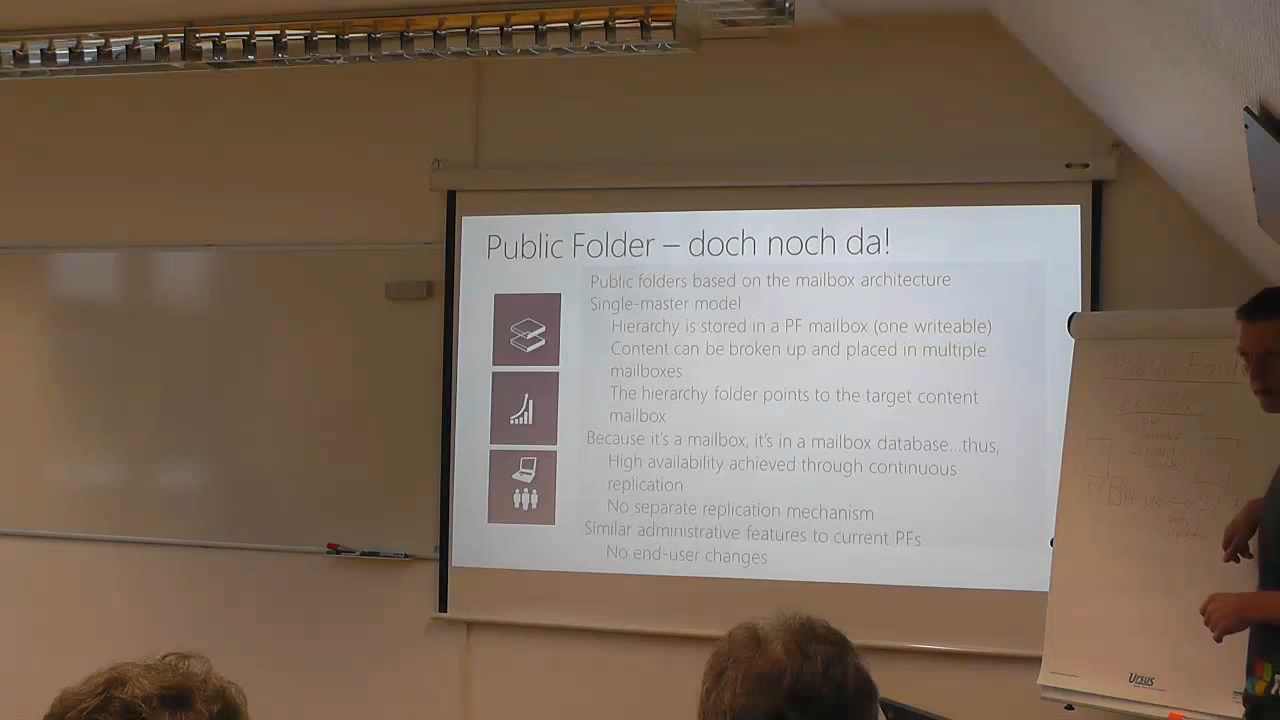 Public Folder – doch noch da!
Public folders based on the mailbox architecture
Single-master model
Hierarchy is stored in a PF mailbox (one writeable)
Content can be broken up and placed in multiple
mailboxes
The hierarchy folder points to the target content
mailbox
Because it's a mailbox, it's in a mailbox database...thus,
High availability achieved through continuous
replication
No separate replication mechanism
Similar administrative features to current PFs
No end-user changes
Public Fold
Ursus